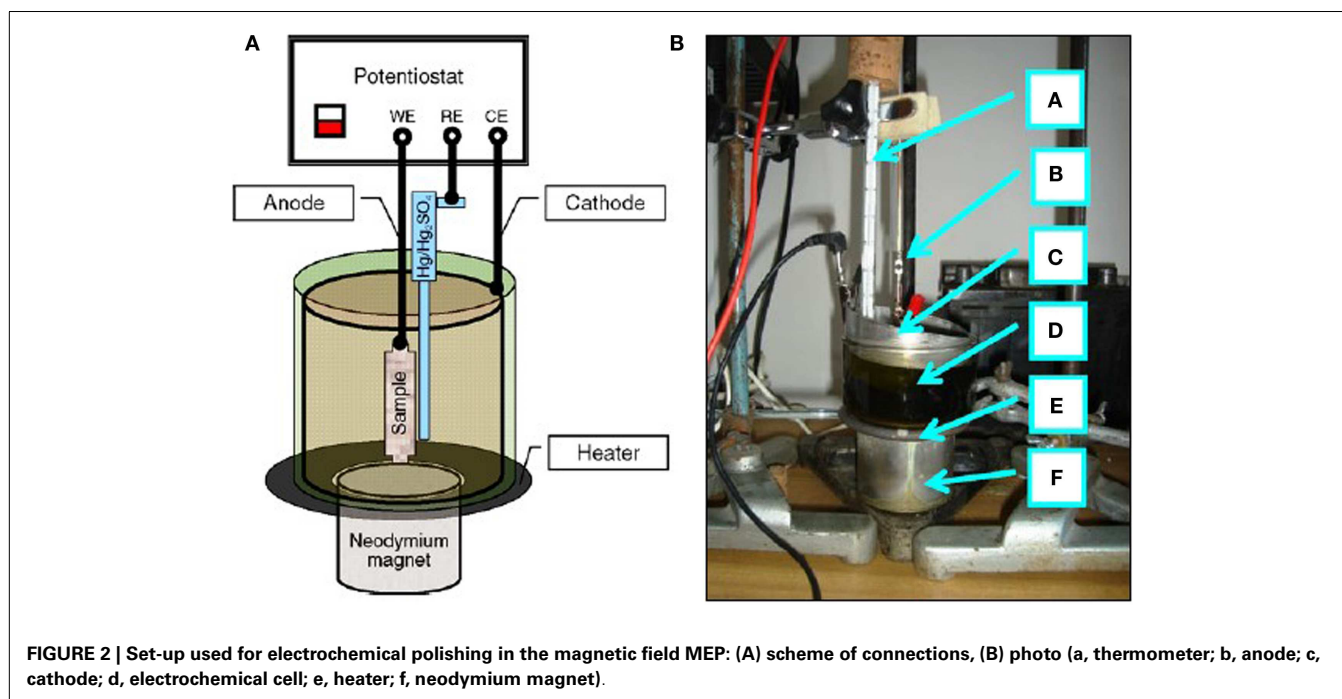 A
Potentiostat
WE RE CE
Anode
Hg/Hg2SO4
Cathode
Sample
Heater
Neodymium
magnet
B
A
B
C
D
E
F
FIGURE 2 | Set-up used for electrochemical polishing in the magnetic field MEP: (A) scheme of connections, (B) photo (a, thermometer; b, anode; c,
cathode; d, electrochemical cell; e, heater; f, neodymium magnet).